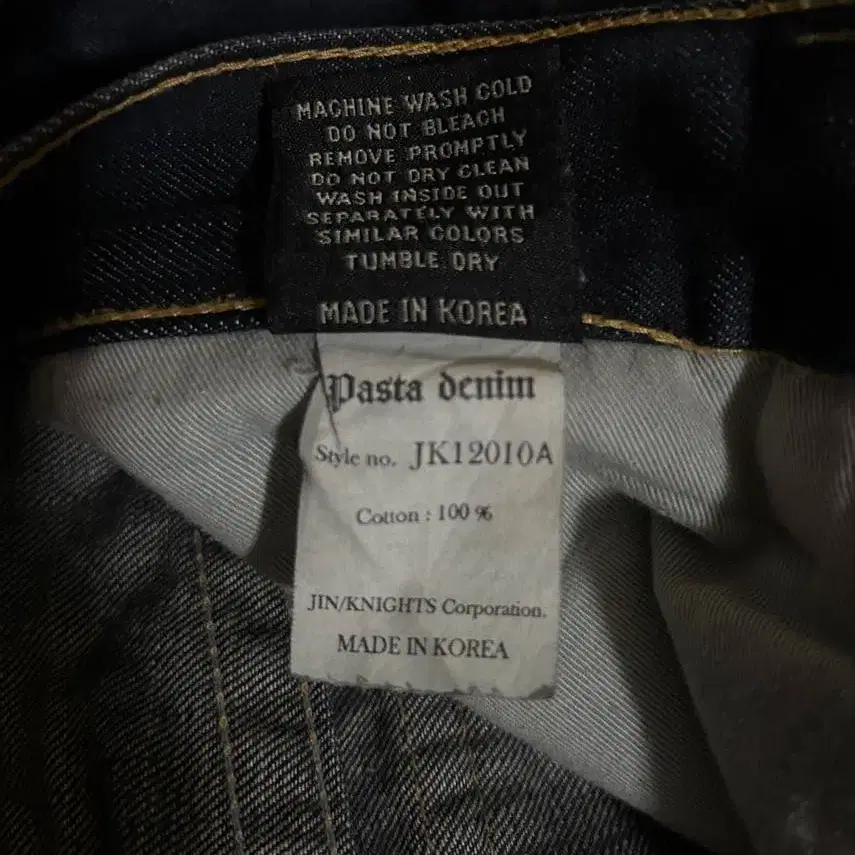 MACHINE WASH COLD
DO NOT BLEACH
REMOVE PROMPTLY
DO NOT DRY CLEAN
WASH INSIDE OUT
SEPARATELY WITH
SIMILAR COLORS
TUMBLE DRY
MADE IN KOREA
Pasta denim
Style no. JK12010A
Cotton : 100 %
JIN/KNIGHTS Corporation.
MADE IN KOREA